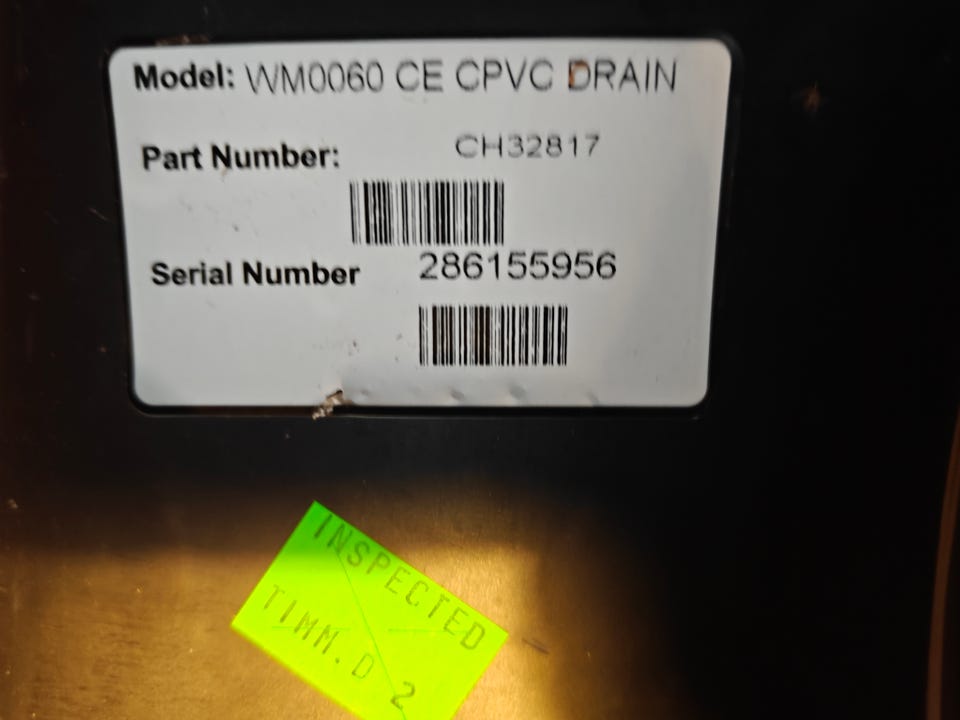 Model: WM0060 CE CPVC DRAIN
Part Number: CH32817
Serial Number 286155956
INSPECTED
TIMM.D 2